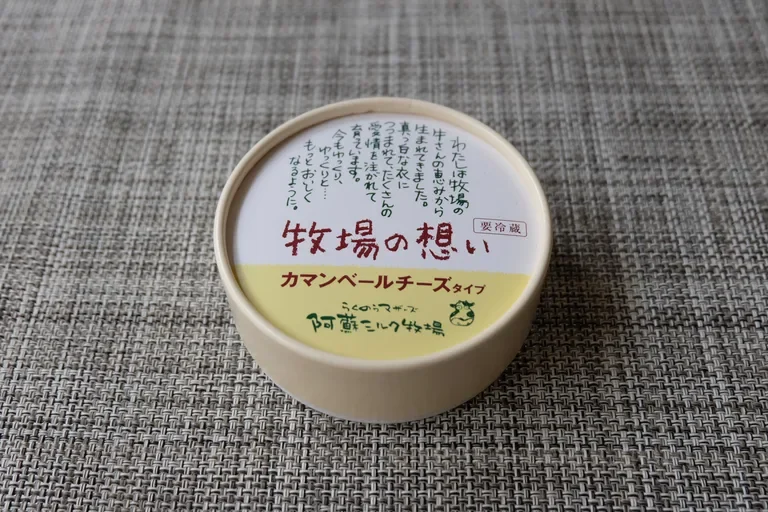 わたしは牧場の
牛さんの恵みから
生まれてきました。
真っ白な衣に
つつまれて、たくさんの
愛情を注がれて
育っています。
今もゆっくり、
ゆっくりと…
もっとおいしく
なるように。
要冷蔵
牧場の想い
カマンベールチーズタイプ
らくのうマザーズ
阿蘇ミルク牧場